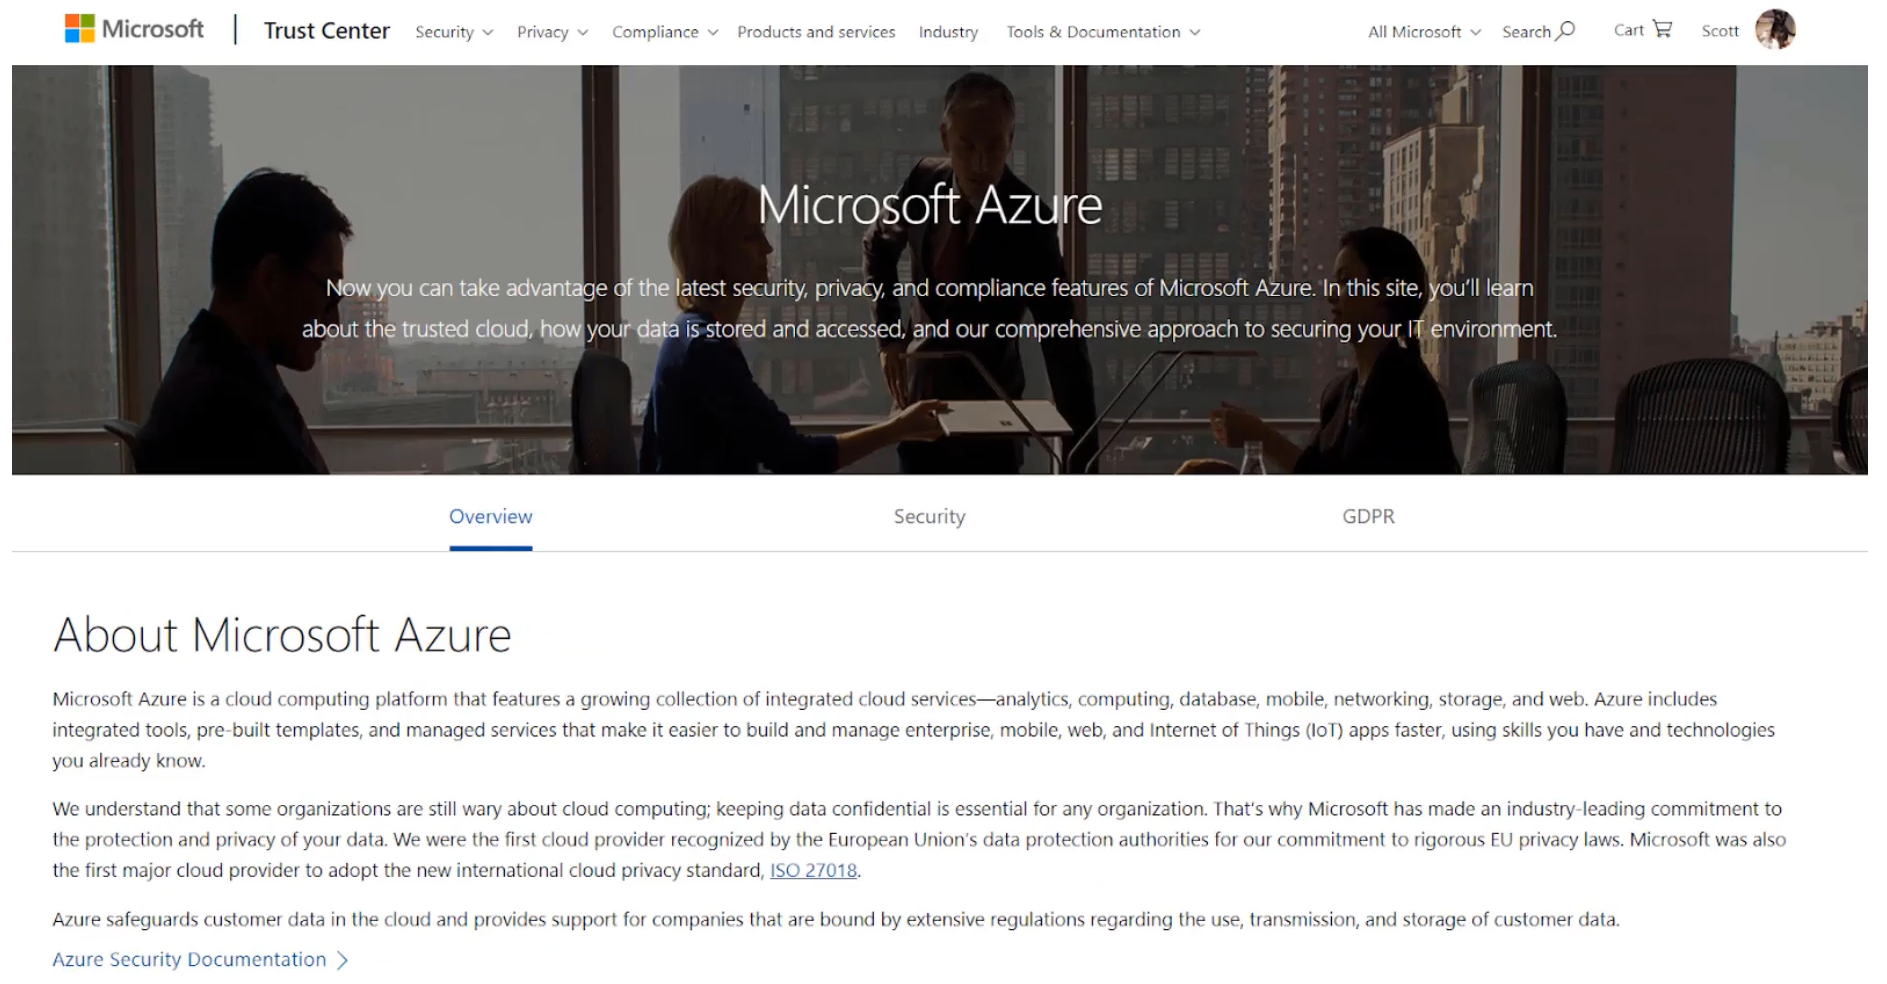 Microsoft
Trust Center
Security
Privacy
Compliance
Products and services
Industry
Tools & Documentation
All Microsoft
Search
Cart
Scott
Microsoft Azure
Now you can take advantage of the latest security, privacy, and compliance features of Microsoft Azure. In this site, you'll learn
about the trusted cloud, how your data is stored and accessed, and our comprehensive approach to securing your IT environment.
Overview
Security
GDPR
About Microsoft Azure
Microsoft Azure is a cloud computing platform that features a growing collection of integrated cloud services—analytics, computing, database, mobile, networking, storage, and web. Azure includes
integrated tools, pre-built templates, and managed services that make it easier to build and manage enterprise, mobile, web, and Internet of Things (IoT) apps faster, using skills you have and technologies
you already know.
We understand that some organizations are still wary about cloud computing; keeping data confidential is essential for any organization. That's why Microsoft has made an industry-leading commitment to
the protection and privacy of your data. We were the first cloud provider recognized by the European Union's data protection authorities for our commitment to rigorous EU privacy laws. Microsoft was also
the first major cloud provider to adopt the new international cloud privacy standard, ISO 27018.
Azure safeguards customer data in the cloud and provides support for companies that are bound by extensive regulations regarding the use, transmission, and storage of customer data.
Azure Security Documentation